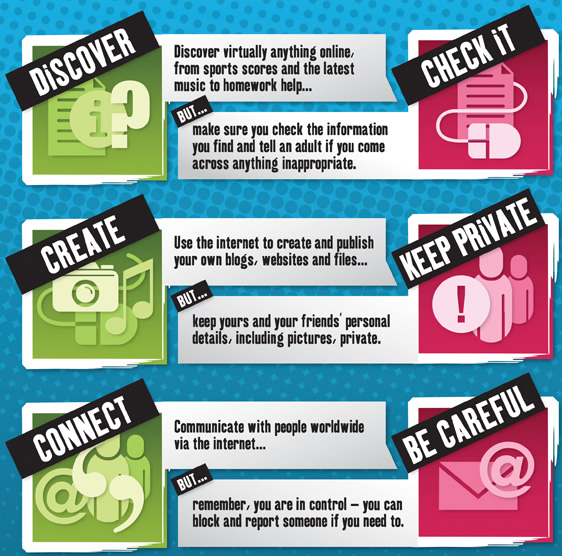 DiSCOVER
Discover virtually anything online,
from sports scores and the latest
music to homework help...
CHECK iT
BUT...
make sure you check the information
you find and tell an adult if you come
across anything inappropriate.
CREATE
Use the internet to create and publish
your own blogs, websites and files...
KEEP PRiVATE
!
BUT...
keep yours and your friends' personal
details, including pictures, private.
CONNECT
@
Communicate with people worldwide
via the internet...
BE CAREFUL
@
BUT...
remember, you are in control – you can
block and report someone if you need to.